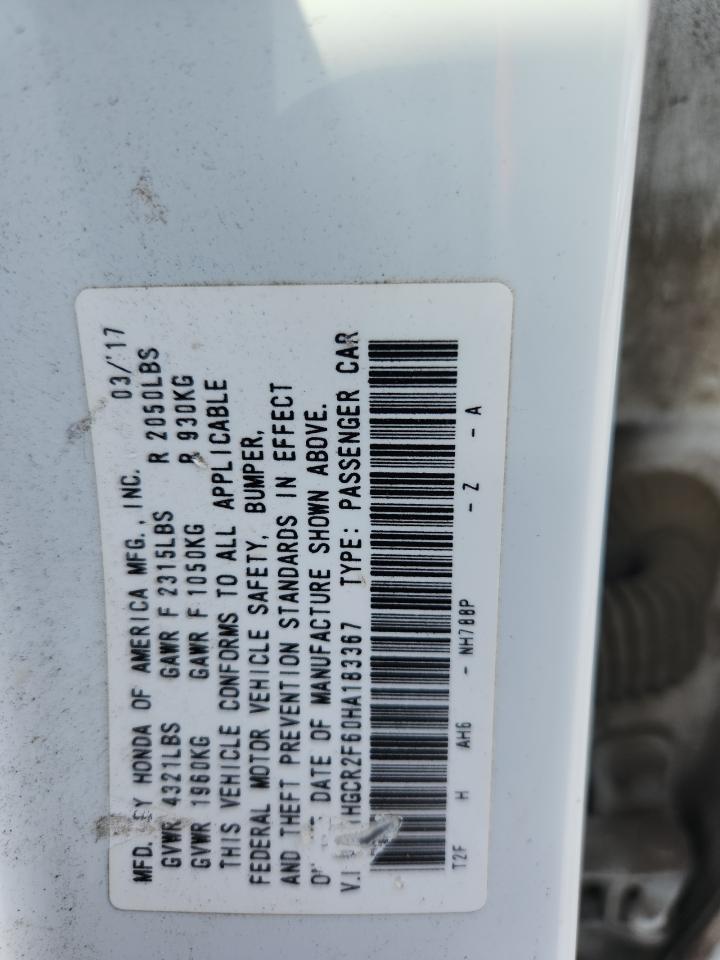 MFD. BY HONDA OF AMERICA MFG., INC. 03/'17
GVWR 4321LBS GAWR F 2315LBS R 2050LBS
GVWR 1960KG GAWR F 1050KG R 930KG
THIS VEHICLE CONFORMS TO ALL APPLICABLE
FEDERAL MOTOR VEHICLE SAFETY, BUMPER,
AND THEFT PREVENTION STANDARDS IN EFFECT
DATE OF MANUFACTURE SHOWN ABOVE.
V.I HGCR2F60HA183367 TYPE: PASSENGER CAR
T2F H AH6 - NH788P - Z - A